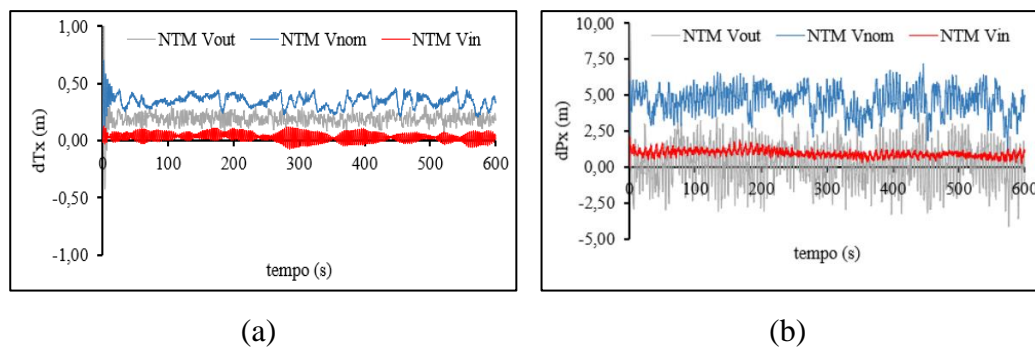 1,00
NTM Vout NTM Vnom NTM Vin
0,50
0,00
0 100 200 300 400 500 600
-0,50
-1,00
dTx (m)
tempo (s)
(a)
10,00
NTM Vout NTM Vnom NTM Vin
7,50
5,00
2,50
0,00
0 100 200 300 400 500 600
-2,50
-5,00
dPx (m)
tempo (s)
(b)